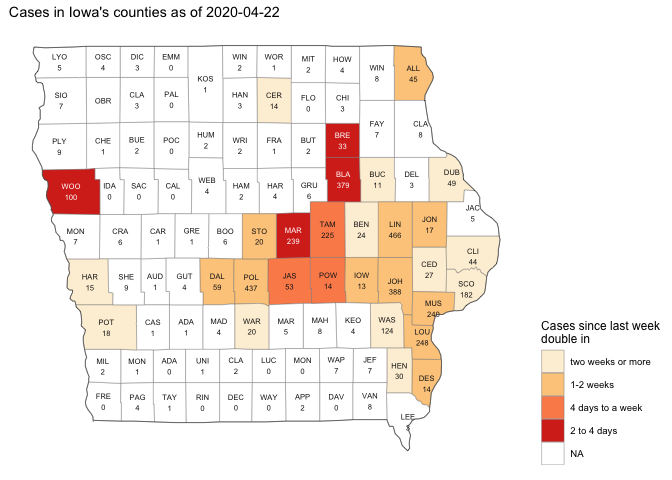 Cases in Iowa's counties as of 2020-04-22
LYO OSC DIC EMM WIN WOR MIT HOW WIN ALL
5 4 3 0 2 1 2 4 8 45
KOS
1
SIO OBR CLA PAL HAN CER FLO CHI
7 3 0 3 14 0 3
FAY CLA
7 8
PLY CHE BUE POC HUM WRI FRA BUT BRE
9 1 2 0 2 2 1 2 33
WOO IDA SAC CAL WEB HAM HAR GRU BLA BUC DEL DUB
100 0 0 0 4 2 4 6 379 11 3 49
JAC
5
MON CRA CAR GRE BOO STO MAR TAM BEN LIN JON
7 6 1 1 6 20 239 225 24 466 17
CLI
44
CED
27
HAR SHE AUD GUT DAL POL JAS POW IOW JOH SCO
15 9 1 4 59 437 53 14 13 388 182
MUS
240
POT CAS ADA MAD WAR MAR MAH KEO WAS LOU
18 1 1 4 20 5 8 4 124 248
MIL MON ADA UNI CLA LUC MON WAP JEF HEN DES
2 1 0 1 2 0 0 7 7 30 14
FRE PAG TAY RIN DEC WAY APP DAV VAN
0 4 1 0 0 0 2 0 8
LEE
3
Cases since last week
double in
two weeks or more
1-2 weeks
4 days to a week
2 to 4 days
NA